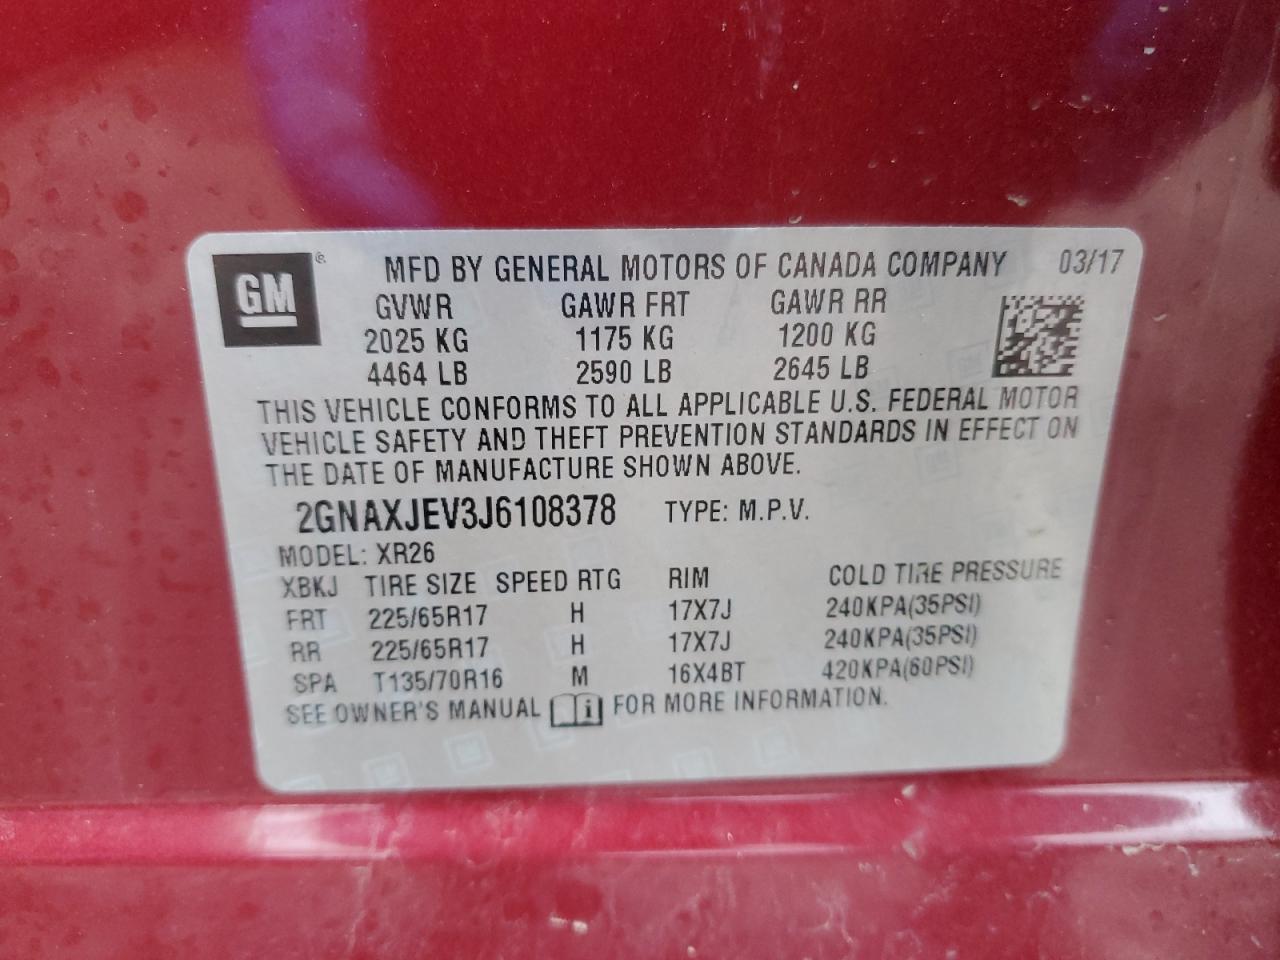 GM ®
MFD BY GENERAL MOTORS OF CANADA COMPANY 03/17
GVWR GAWR FRT GAWR RR
2025 KG 1175 KG 1200 KG
4464 LB 2590 LB 2645 LB
THIS VEHICLE CONFORMS TO ALL APPLICABLE U.S. FEDERAL MOTOR
VEHICLE SAFETY AND THEFT PREVENTION STANDARDS IN EFFECT ON
THE DATE OF MANUFACTURE SHOWN ABOVE.
2GNAXJEV3J6108378 TYPE: M.P.V.
MODEL: XR26
XBKJ TIRE SIZE SPEED RTG RIM COLD TIRE PRESSURE
FRT 225/65R17 H 17X7J 240KPA(35PSI)
RR 225/65R17 H 17X7J 240KPA(35PSI)
SPA T135/70R16 M 16X4BT 420KPA(60PSI)
SEE OWNER'S MANUAL i FOR MORE INFORMATION.